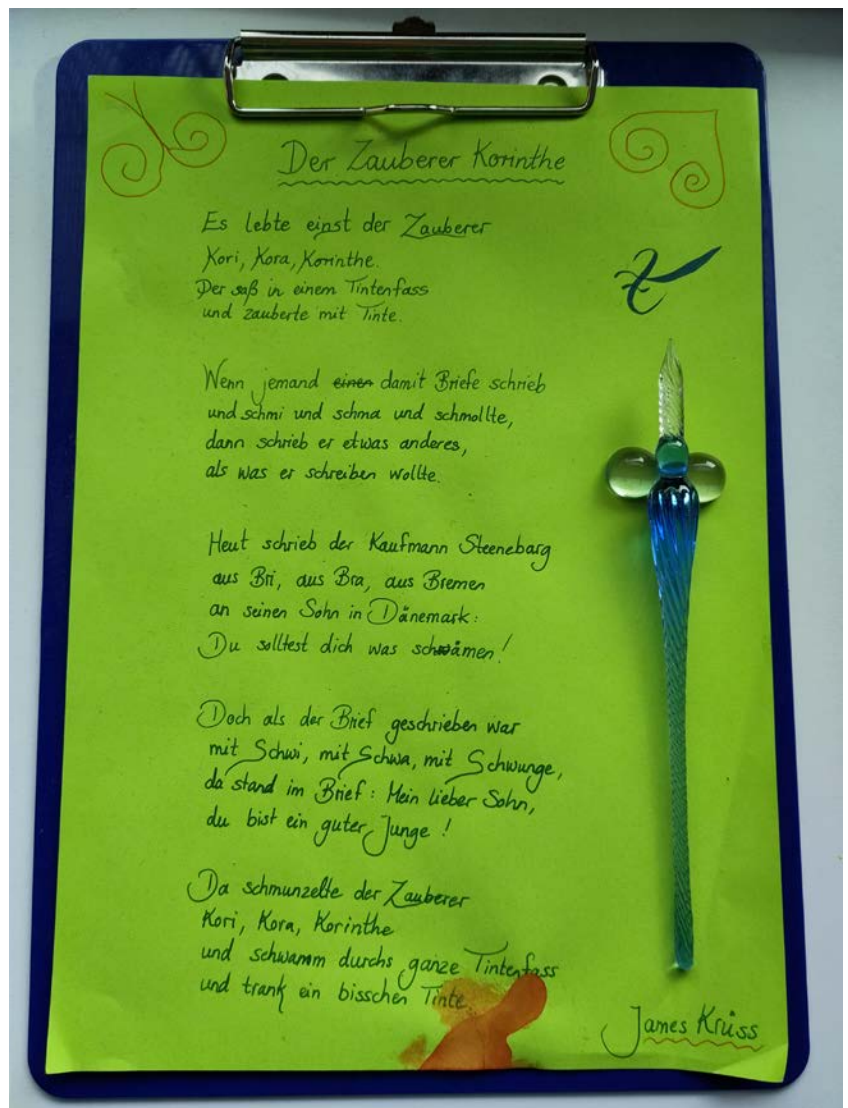 Der Zauberer Korinthe
Es lebte einst der Zauberer
Kori, Kora, Korinthe.
Der saß in einem Tintenfass
und zauberte mit Tinte.
Wenn jemand einen damit Briefe schrieb
und schmi und schma und schmollte,
dann schrieb er etwas anderes,
als was er schreiben wollte.
Heut schrieb der Kaufmann Steenebarg
aus Bri, aus Bra, aus Bremen
an seinen Sohn in Dänemark:
Du solltest dich was schämen!
Doch als der Brief geschrieben war
mit Schwi, mit Schwa, mit Schwunge,
da stand im Brief: Mein lieber Sohn,
du bist ein guter Junge!
Da schmunzelte der Zauberer
Kori, Kora, Korinthe
und schwamm durchs ganze Tintenfass
und trank ein bisschen Tinte.
James Krüss